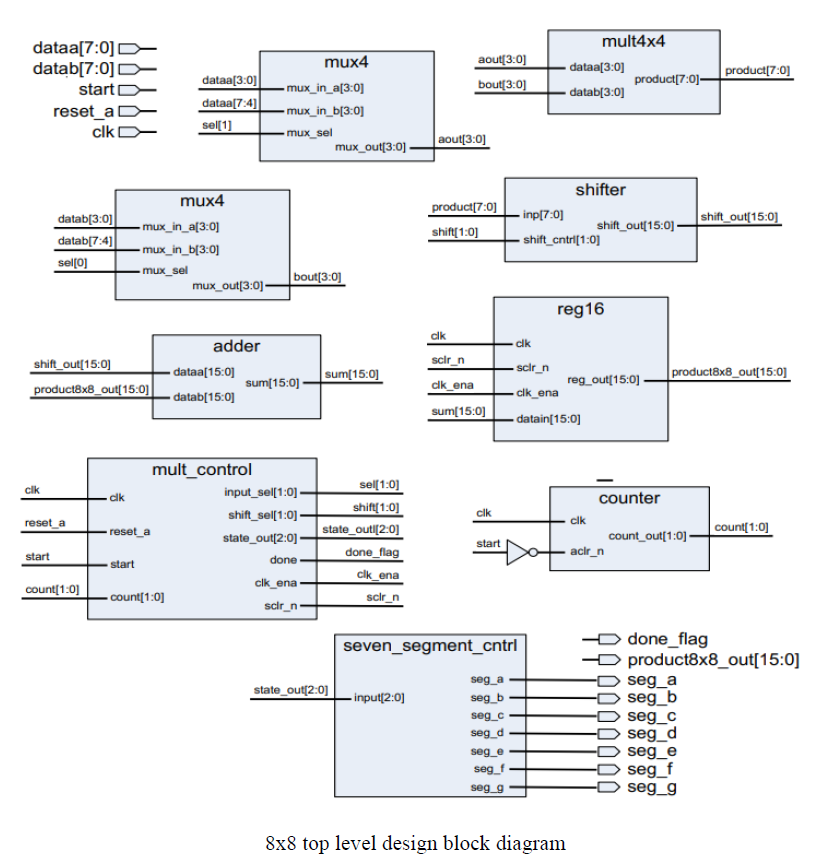 dataa[7:0]
datab[7:0]
start
reset_a
clk
mux4
dataa[3:0]
mux_in_a[3:0]
dataa[7:4]
mux_in_b[3:0]
sel[1]
mux_sel
mux_out[3:0]
aout[3:0]
mult4x4
aout[3:0]
dataa[3:0]
product[7:0]
product[7:0]
bout[3:0]
datab[3:0]
mux4
datab[3:0]
mux_in_a[3:0]
datab[7:4]
mux_in_b[3:0]
sel[0]
mux_sel
mux_out[3:0]
bout[3:0]
shifter
product[7:0]
inp[7:0]
shift_out[15:0]
shift_out[15:0]
shift[1:0]
shift_cntrl[1:0]
adder
shift_out[15:0]
dataa[15:0]
sum[15:0]
sum[15:0]
product8x8_out[15:0]
datab[15:0]
reg16
clk
clk
sclr_n
sclr_n
reg_out[15:0]
product8x8_out[15:0]
clk_ena
clk_ena
sum[15:0]
datain[15:0]
mult_control
clk
clk
input_sel[1:0]
sel[1:0]
shift_sel[1:0]
shift[1:0]
reset_a
reset_a
state_out[2:0]
state_outl[2:0]
start
start
done
done_flag
clk_ena
clk_ena
count[1:0]
count[1:0]
sclr_n
sclr_n
counter
clk
clk
count_out[1:0]
count[1:0]
start
aclr_n
seven_segment_cntrl
state_out[2:0]
input[2:0]
seg_a
seg_b
seg_c
seg_d
seg_e
seg_f
seg_g
done_flag
product8x8_out[15:0]
seg_a
seg_b
seg_c
seg_d
seg_e
seg_f
seg_g
8x8 top level design block diagram